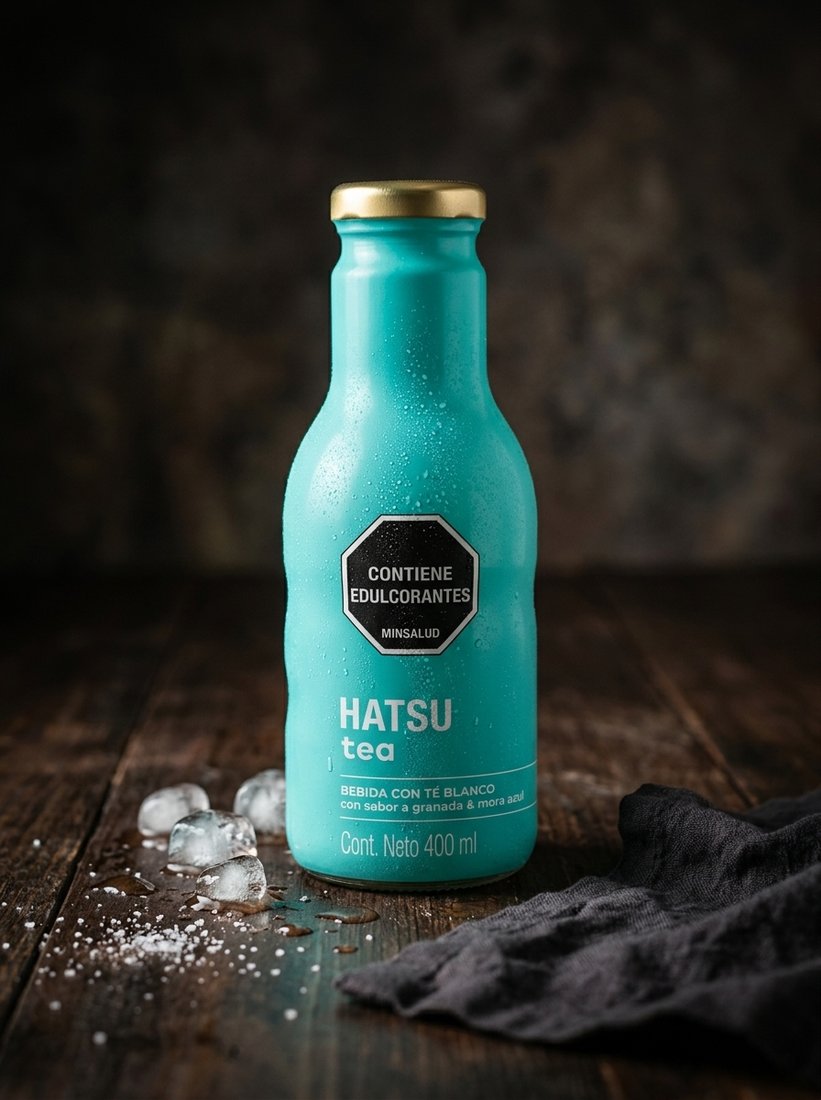 CONTIENE
EDULCORANTES
MINSALUD
HATSU
tea
BEBIDA CON TÉ BLANCO
con sabor a granada & mora azul
Cont. Neto 400 ml